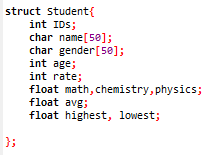 struct Student{
int IDs;
char name[50];
char gender[50];
int age;
int rate;
float math,chemistry,physics;
float avg;
float highest, lowest;
};